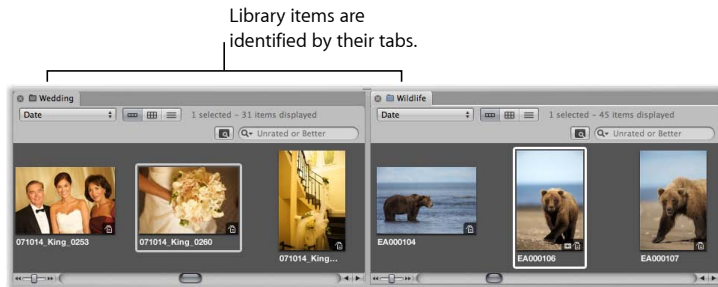 Library items are
identified by their tabs.
Wedding
Date
1 selected – 31 items displayed
Unrated or Better
071014_King_0253
071014_King_0260
071014_King...
Wildlife
Date
1 selected – 45 items displayed
Unrated or Better
EA000104
EA000106
EA000107